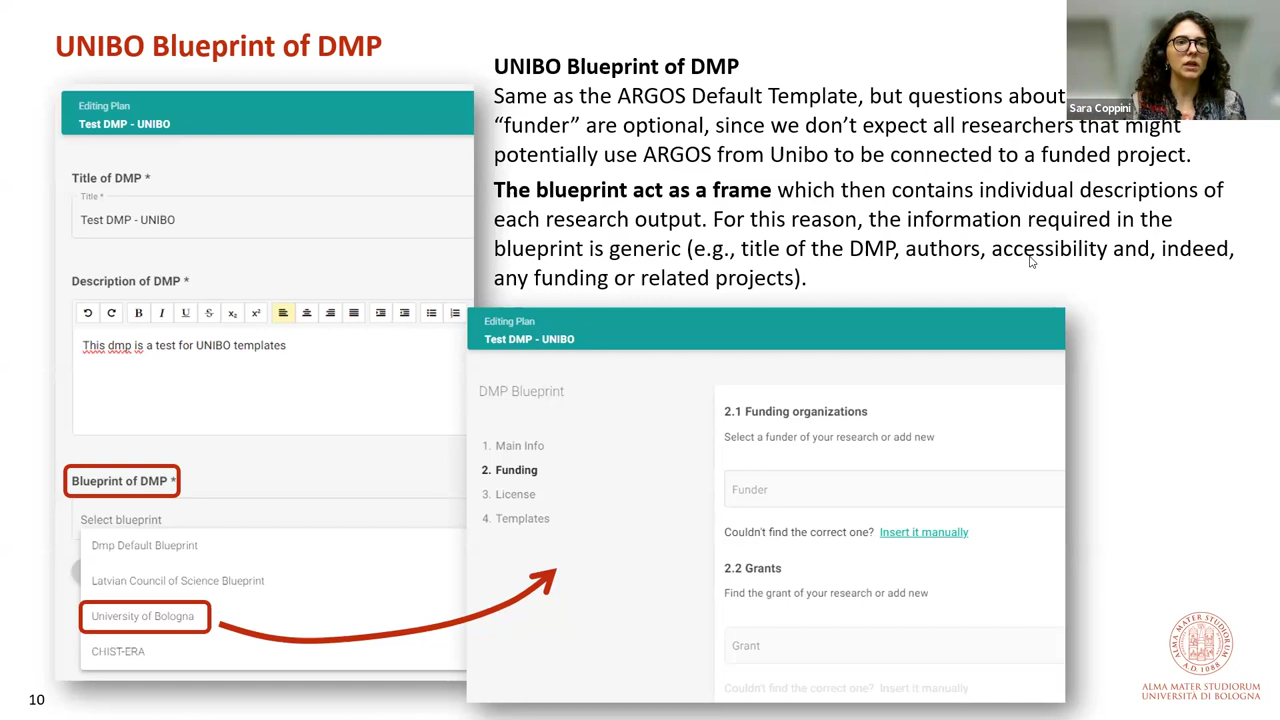 UNIBO Blueprint of DMP
Editing Plan
Test DMP - UNIBO
Title of DMP *
Title *
Test DMP - UNIBO
Description of DMP *
B I U S x₂ x²
This dmp is a test for UNIBO templates
Blueprint of DMP *
Select blueprint
Dmp Default Blueprint
Latvian Council of Science Blueprint
University of Bologna
CHIST-ERA
10
UNIBO Blueprint of DMP
Same as the ARGOS Default Template, but questions about
“funder” are optional, since we don’t expect all researchers that might
potentially use ARGOS from Unibo to be connected to a funded project.
The blueprint act as a frame which then contains individual descriptions of
each research output. For this reason, the information required in the
blueprint is generic (e.g., title of the DMP, authors, accessibility and, indeed,
any funding or related projects).
Sara Coppini
Editing Plan
Test DMP - UNIBO
DMP Blueprint
1. Main Info
2. Funding
3. License
4. Templates
2.1 Funding organizations
Select a funder of your research or add new
Funder
Couldn't find the correct one? Insert it manually
2.2 Grants
Find the grant of your research or add new
Grant
Couldn't find the correct one? Insert it manually
ALMA MATER STUDIORUM
A.D. 1088
ALMA MATER STUDIORUM
UNIVERSITÀ DI BOLOGNA